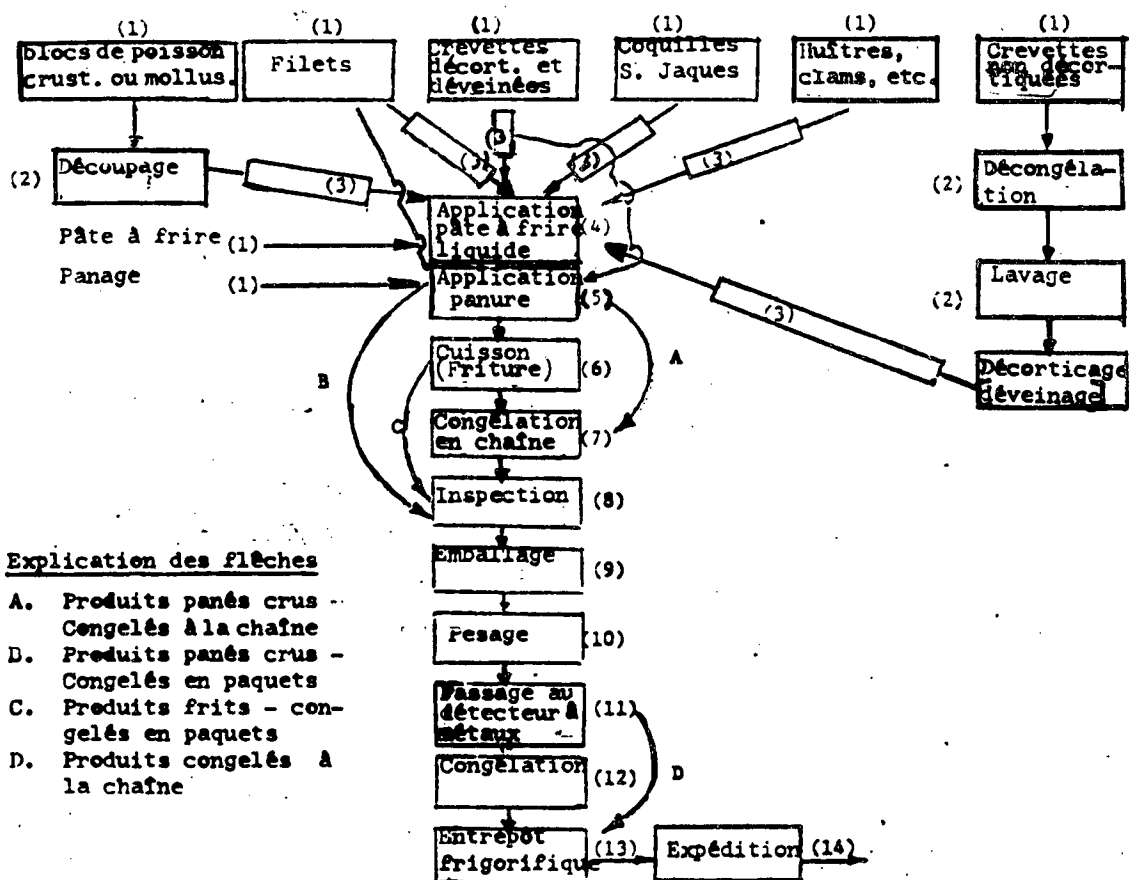 (1) (1) (1) (1) (1) (1)
blocs de poisson
crust. ou mollus.
Filets
Crevettes
décort. et
déveinées
Coquilles
S. Jaques
Huîtres,
clams, etc.
Crevettes
non décor-
tiquées
(2)
Découpage
(3)
(3)
(3)
(3)
(3)
(2)
Décongéla-
tion
Pâte à frire (1)
Application
pâte à frire (4)
liquide
Panage (1)
Application
panure (5)
(2)
Lavage
(3)
Décorticage
déveinage
A
B
C
Cuisson
(Friture) (6)
Congélation
en chaîne (7)
Inspection (8)
Emballage (9)
Pesage (10)
Passage au
détecteur à (11)
métaux
Congélation (12)
D
Entrepôt
frigorifique (13)
Expédition (14)
Explication des flêches
A. Produits panés crus -
Congelés à la chaîne
B. Produits panés crus -
Congelés en paquets
C. Produits frits - con-
gelés en paquets
D. Produits congelés à
la chaîne